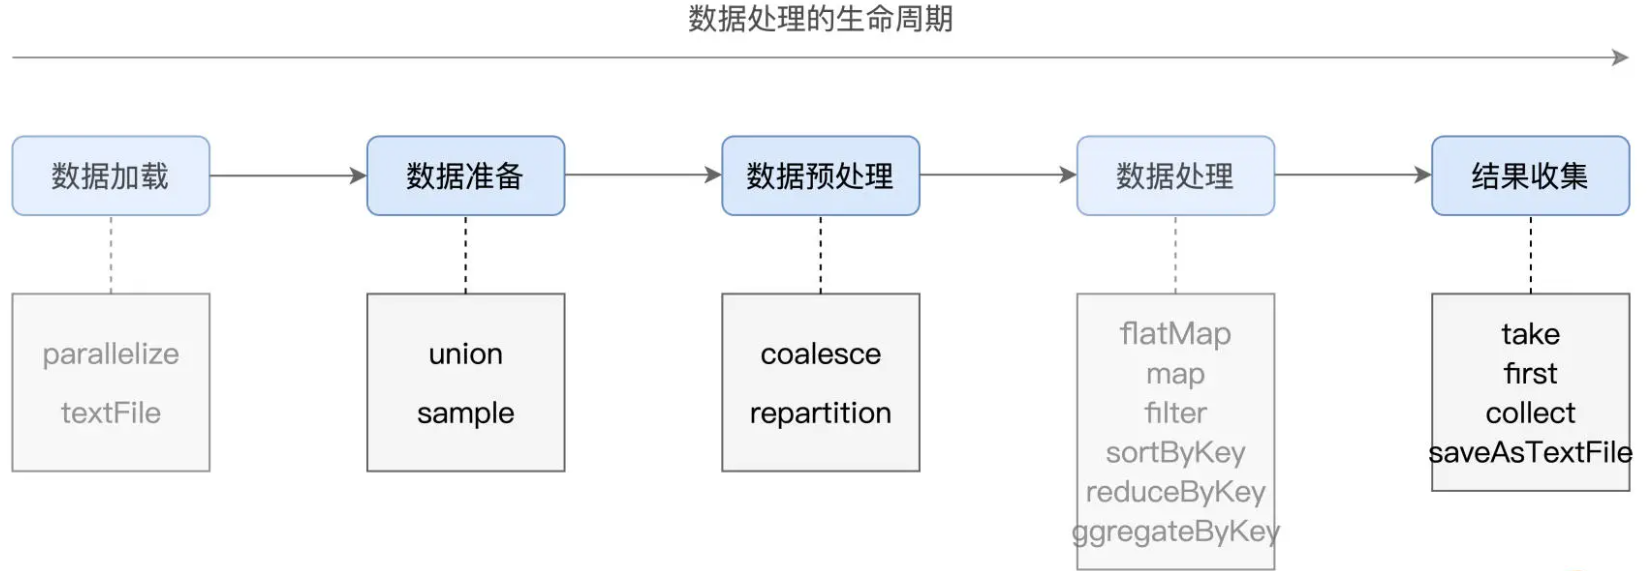 数据处理的生命周期
数据加载
数据准备
数据预处理
数据处理
结果收集
parallelize
textFile
union
sample
coalesce
repartition
flatMap
map
filter
sortByKey
reduceByKey
ggregateByKey
take
first
collect
saveAsTextFile